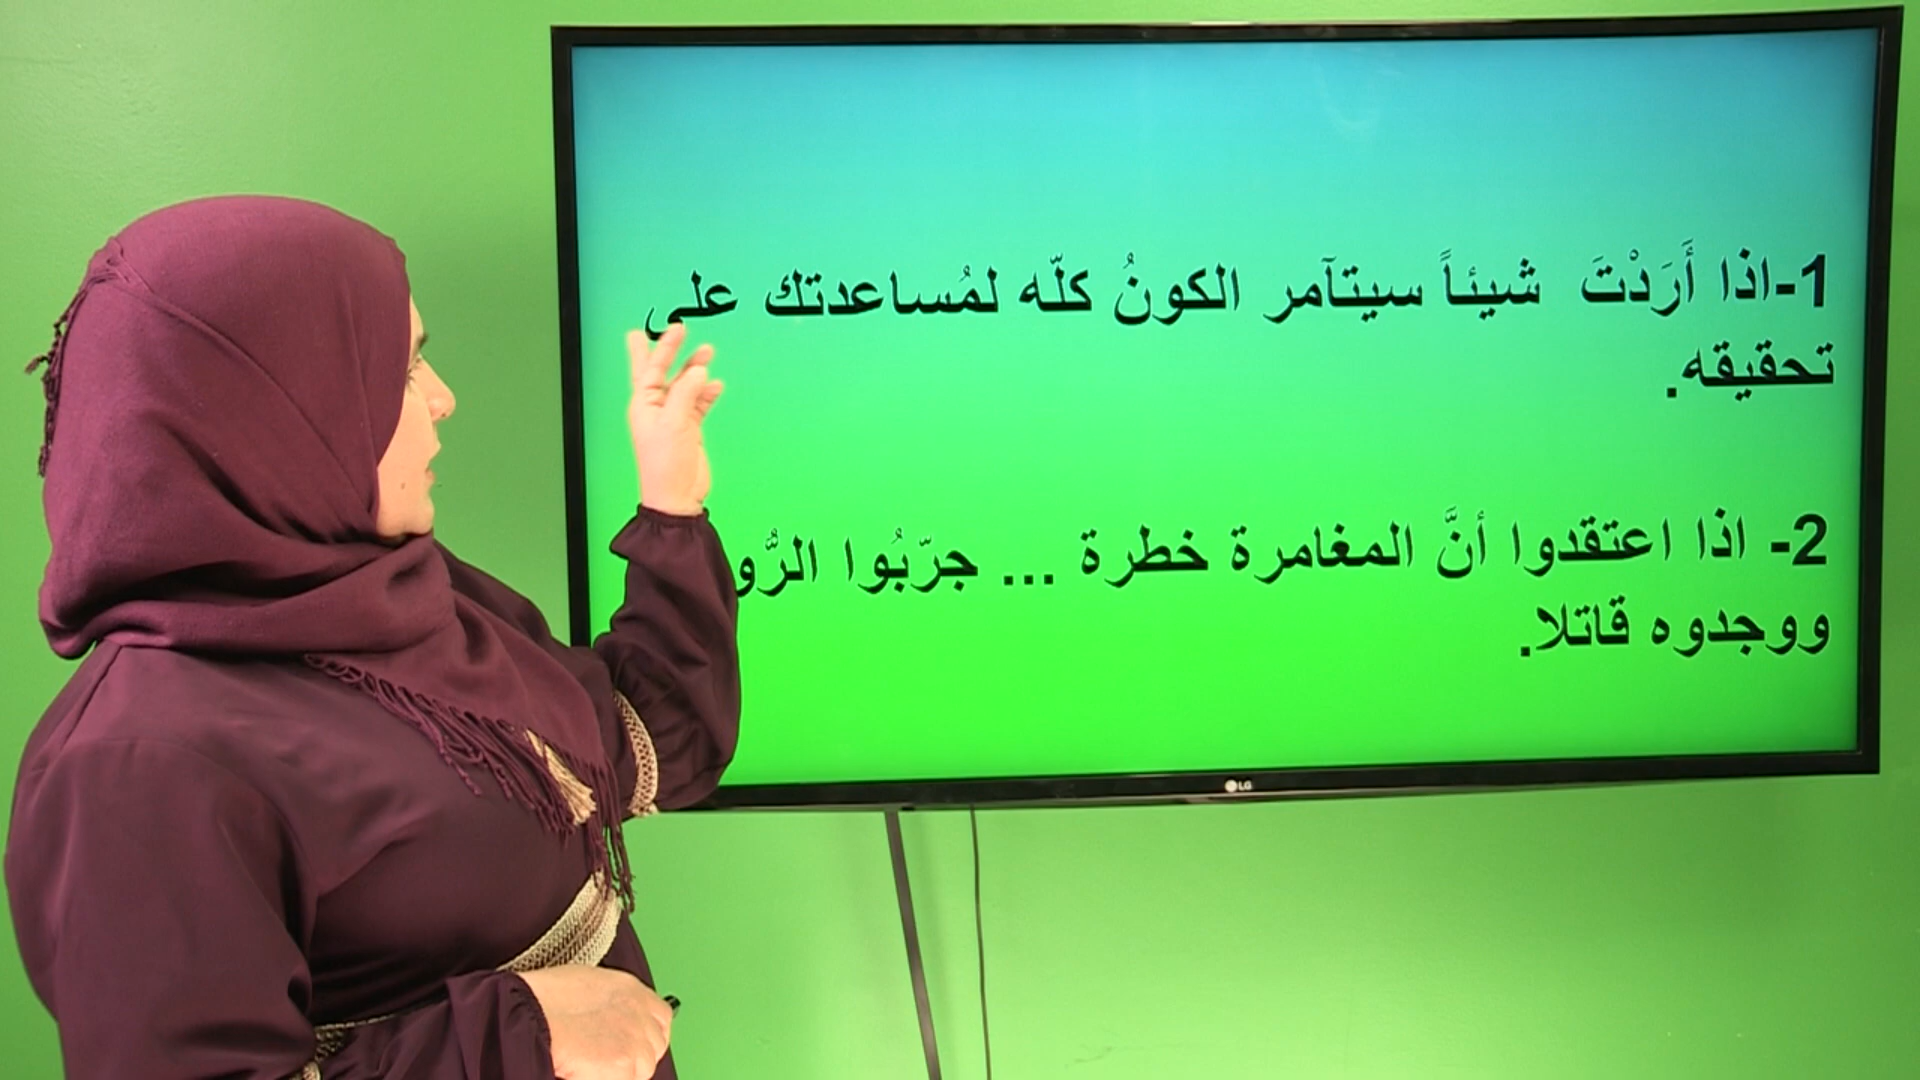 1-اذا أَرَدْتَ شيئاً سيتآمر الكونُ كلّه لمُساعدتك على
تحقيقه.
2- اذا اعتقدوا أنَّ المغامرة خطرة ... جرّبُوا
ووجدوه قاتلا.
LG